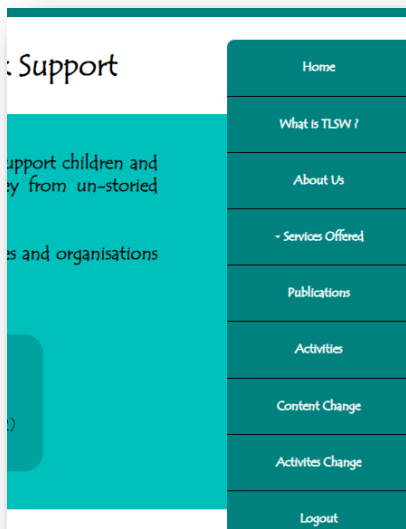 Support
upport children and
ey from un-storied
es and organisations
Home
What is TLSW ?
About Us
- Services Offered
Publications
Activities
Content Change
Activites Change
Logout